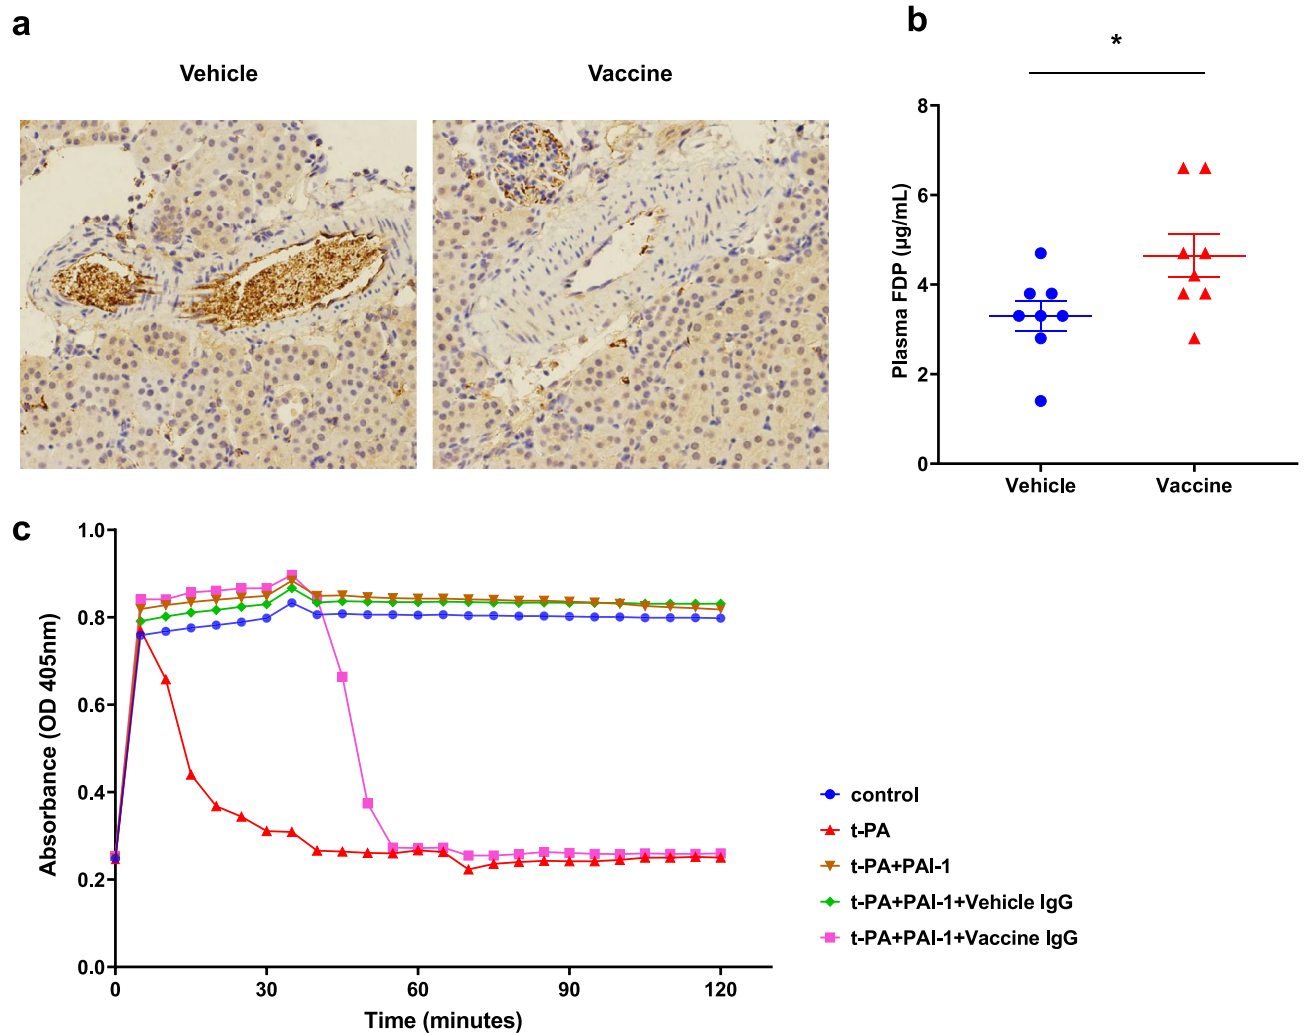 a
Vehicle
Vaccine
b
*
Plasma FDP (µg/mL)
8
6
4
2
0
Vehicle
Vaccine
c
Absorbance (OD 405nm)
1.0
0.8
0.6
0.4
0.2
0.0
0
30
60
90
120
Time (minutes)
control
t-PA
t-PA+PAI-1
t-PA+PAI-1+Vehicle IgG
t-PA+PAI-1+Vaccine IgG